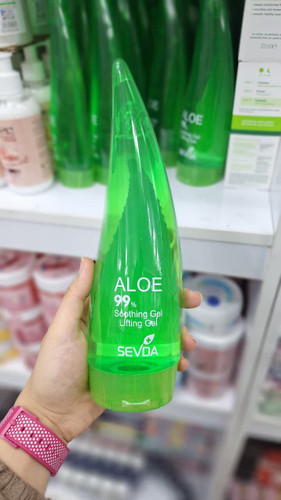 ALOE
99%
Soothing Gel
Lifting Gel
SEVDA
ALOE